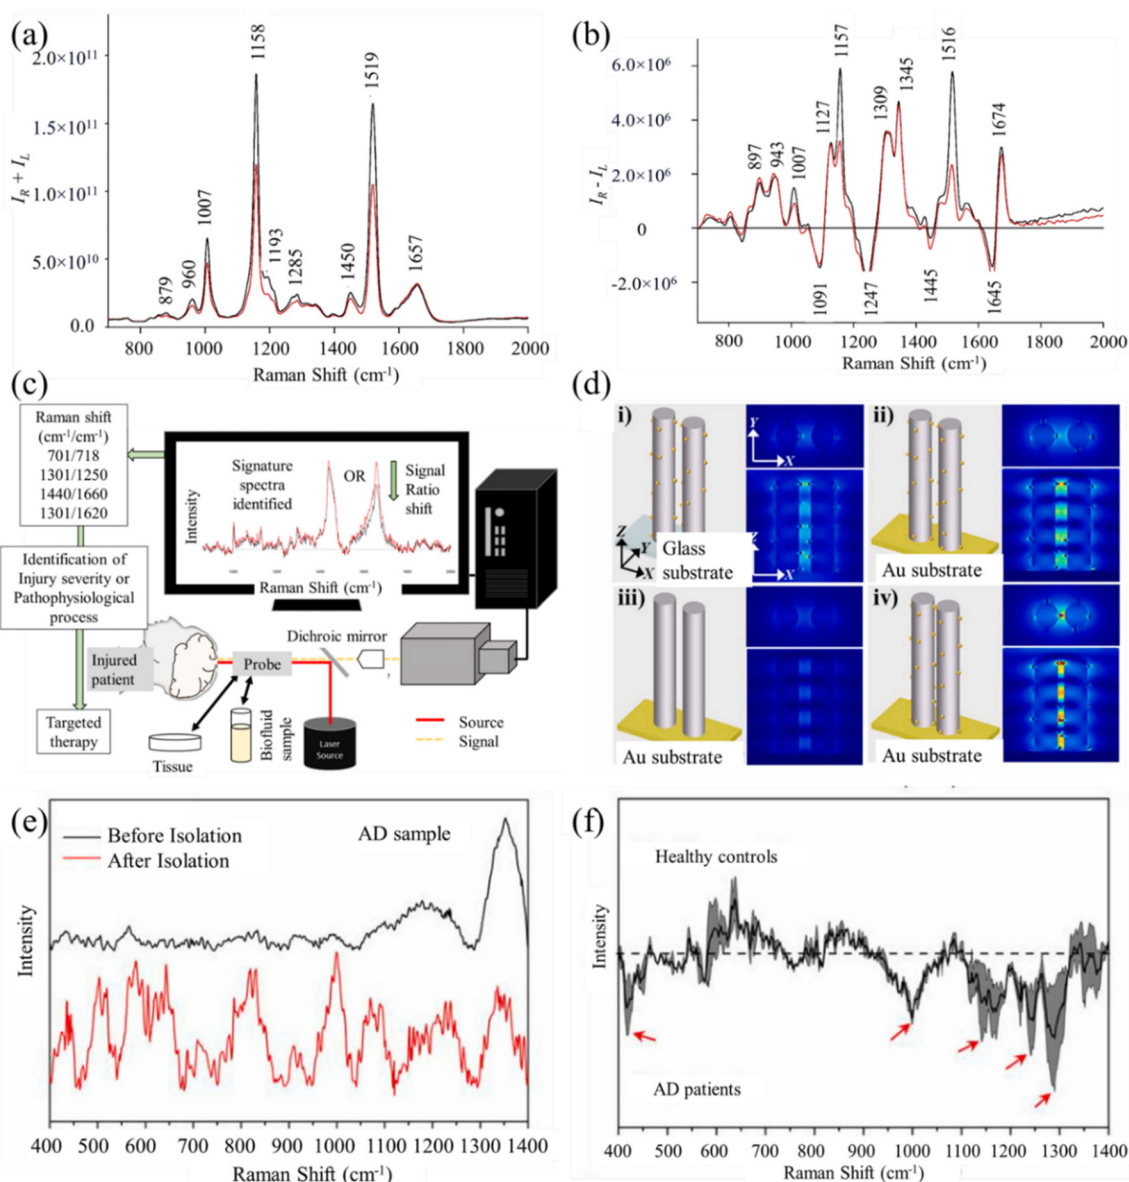 (a)
2.0×10¹¹
1.5×10¹¹
1.0×10¹¹
5.0×10¹⁰
0.0
I_R + I_L
879
960
1007
1158
1193
1285
1450
1519
1657
800 1000 1200 1400 1600 1800 2000
Raman Shift (cm⁻¹)
(b)
6.0×10⁶
4.0×10⁶
2.0×10⁶
0
-2.0×10⁶
I_R - I_L
897
943
1007
1127
1157
1309
1345
1516
1674
1091
1247
1445
1645
800 1000 1200 1400 1600 1800 2000
Raman Shift (cm⁻¹)
(c)
Raman shift
(cm⁻¹/cm⁻¹)
701/718
1301/1250
1440/1660
1301/1620
Identification of
Injury severity or
Pathophysiological
process
Targeted
therapy
Signature
spectra
identified
OR
Signal
Ratio
shift
Intensity
Raman Shift (cm⁻¹)
Injured
patient
Probe
Dichroic mirror
Tissue
Biofluid
sample
Laser
Source
Source
Signal
(d)
i)
Y
X
Z
Y
X
Glass
substrate
X
ii)
Au substrate
iii)
Au substrate
iv)
Au substrate
(e)
Before Isolation
After Isolation
AD sample
Intensity
400 500 600 700 800 900 1000 1100 1200 1300 1400
Raman Shift (cm⁻¹)
(f)
Healthy controls
AD patients
Intensity
400 500 600 700 800 900 1000 1100 1200 1300 1400
Raman Shift (cm⁻¹)